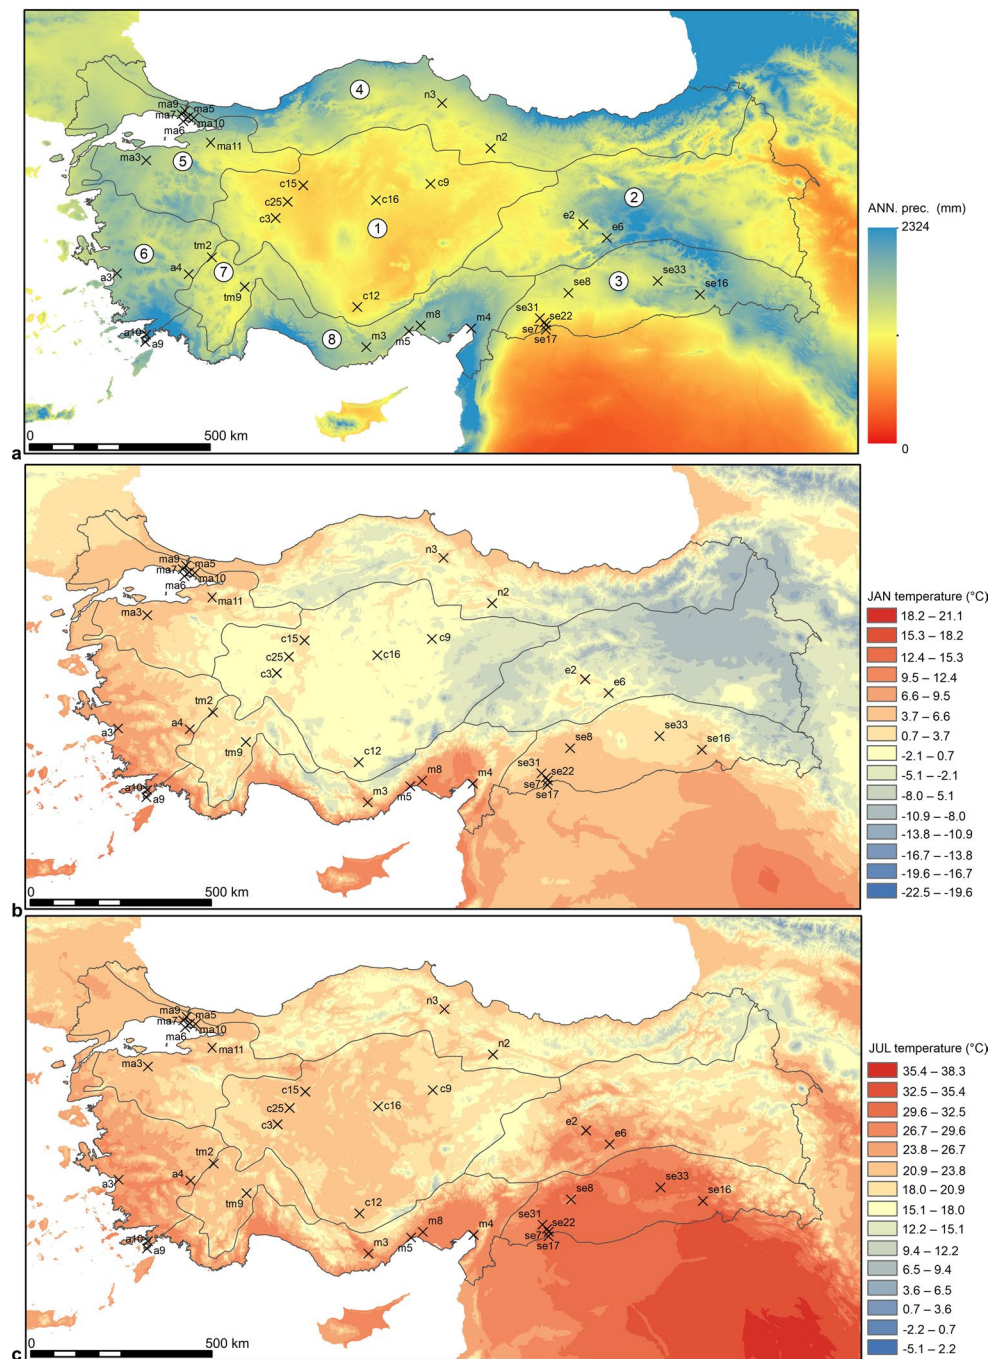 ANN. prec. (mm)
2324
0
4
n3
ma9
ma5
ma7
ma10
ma6
ma11
n2
ma3
5
c15
c9
c25
c16
2
c3
1
e2
e6
6
tm2
7
a3
a4
tm9
3
se33
se8
se16
c12
se31
se22
m8
m4
se7
se17
a10
a9
8
m3
m5
0
500 km
a
JAN temperature (°C)
18.2 – 21.1
15.3 – 18.2
12.4 – 15.3
9.5 – 12.4
6.6 – 9.5
3.7 – 6.6
0.7 – 3.7
-2.1 – 0.7
-5.1 – -2.1
-8.0 – 5.1
-10.9 – -8.0
-13.8 – -10.9
-16.7 – -13.8
-19.6 – -16.7
-22.5 – -19.6
n3
ma9
ma5
ma7
ma10
ma6
ma11
n2
ma3
c15
c9
c25
c16
c3
e2
e6
tm2
a3
a4
tm9
se33
se8
se16
c12
se31
se22
m8
m4
se7
se17
a10
a9
m3
m5
0
500 km
b
JUL temperature (°C)
35.4 – 38.3
32.5 – 35.4
29.6 – 32.5
26.7 – 29.6
23.8 – 26.7
20.9 – 23.8
18.0 – 20.9
15.1 – 18.0
12.2 – 15.1
9.4 – 12.2
6.5 – 9.4
3.6 – 6.5
0.7 – 3.6
-2.2 – 0.7
-5.1 – 2.2
n3
ma9
ma5
ma7
ma10
ma6
ma11
n2
ma3
c15
c9
c25
c16
c3
e2
e6
tm2
a3
a4
tm9
se33
se8
se16
c12
se31
se22
m8
m4
se7
se17
a10
a9
m3
m5
0
500 km
c